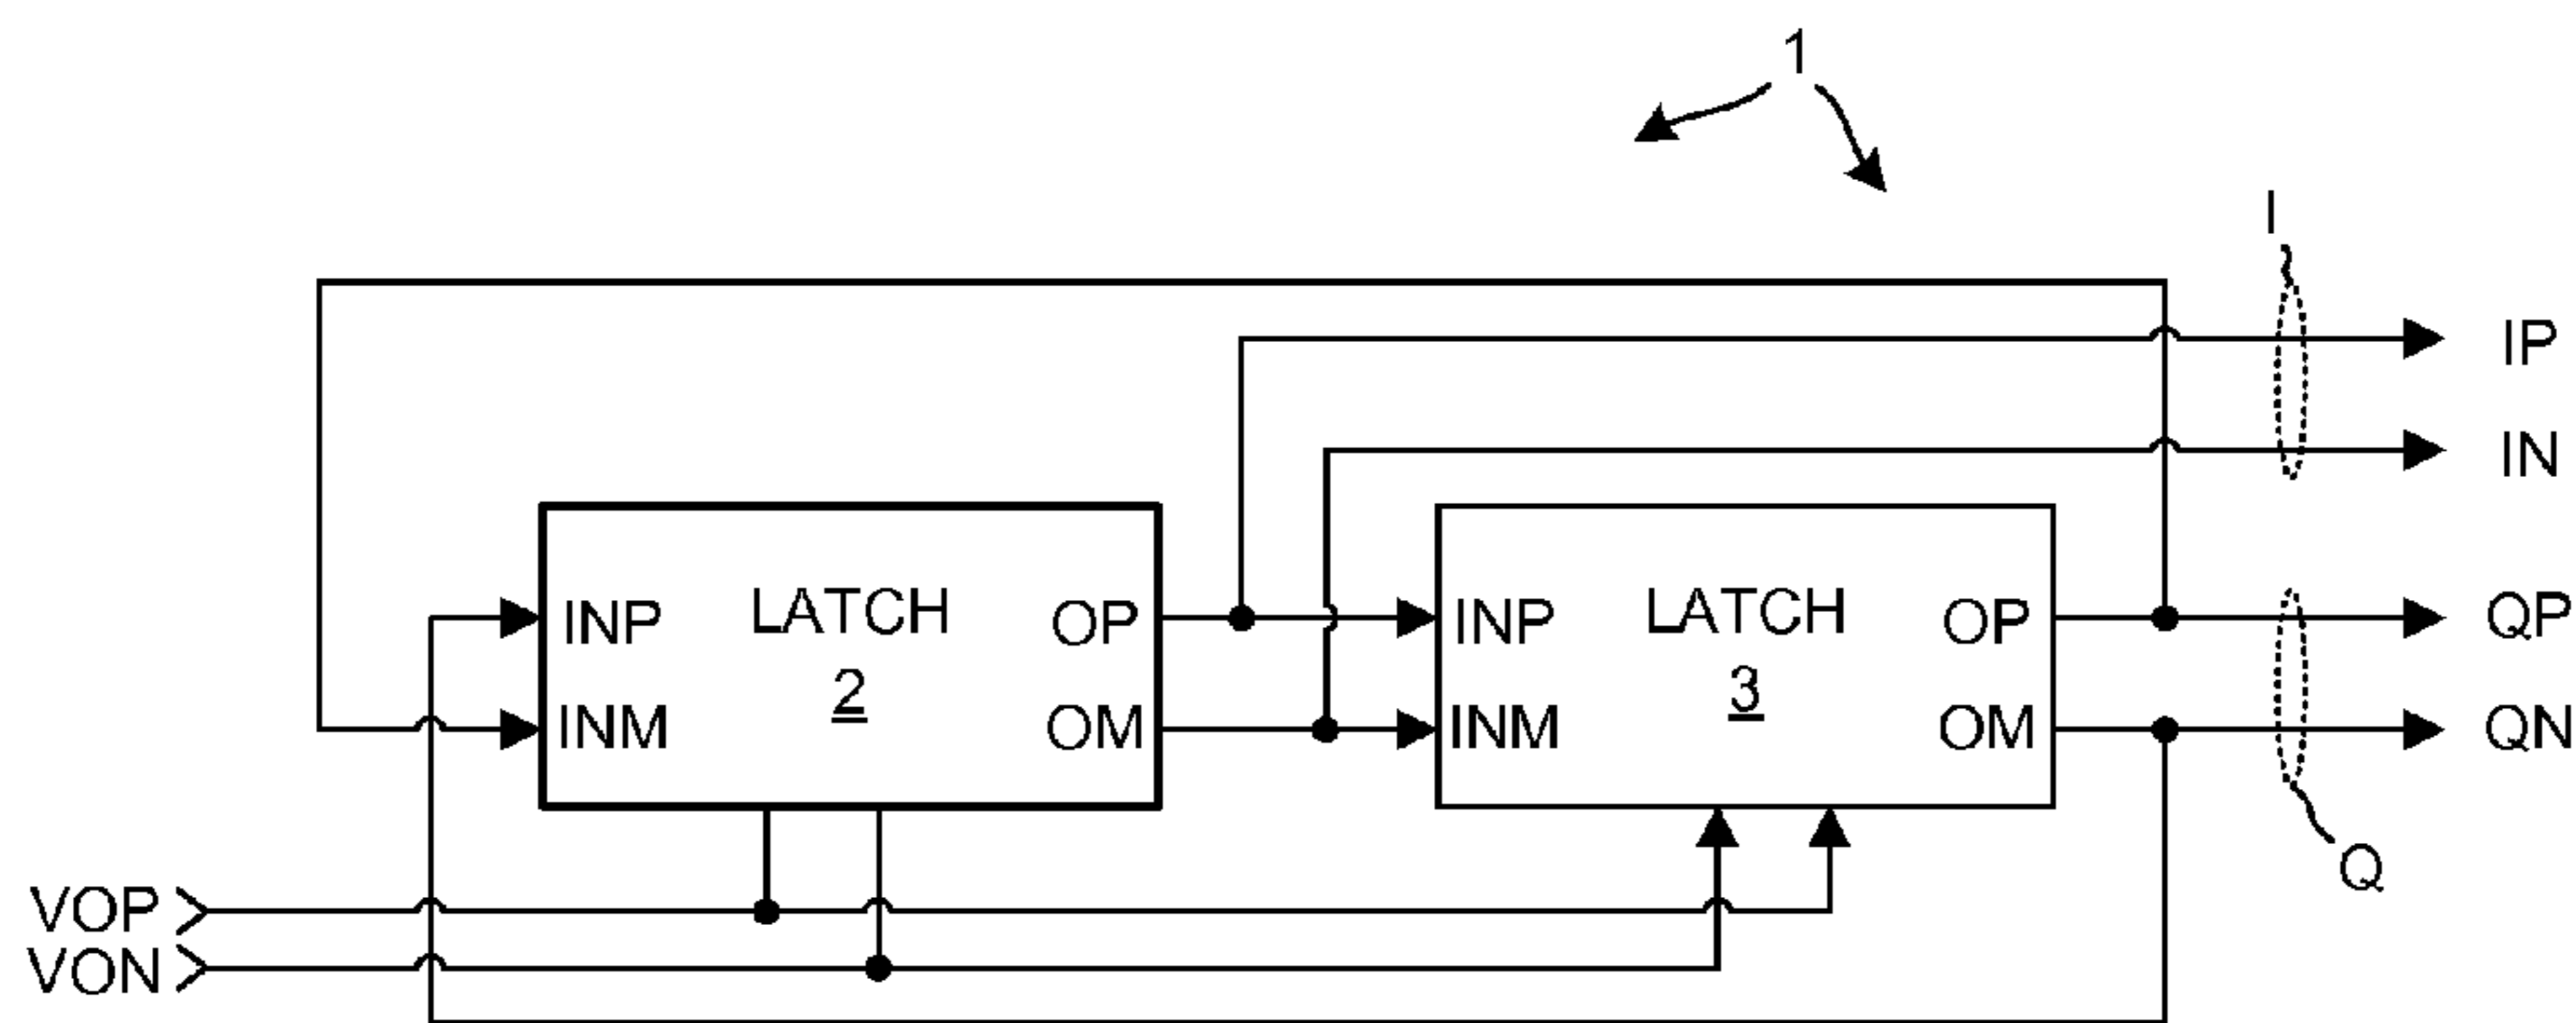 1
I
IP
IN
INP LATCH OP
2
INM OM
INP LATCH OP
3
INM OM
QP
QN
Q
VOP
VON